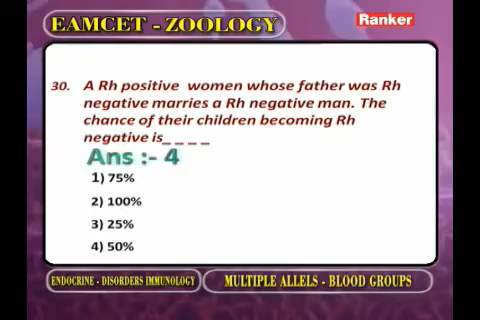 EAMCET - ZOOLOGY
Ranker
30. A Rh positive women whose father was Rh
negative marries a Rh negative man. The
chance of their children becoming Rh
negative is_ _ _ _
Ans :- 4
1) 75%
2) 100%
3) 25%
4) 50%
ENDOCRINE - DISORDERS IMMUNOLOGY
MULTIPLE ALLELS - BLOOD GROUPS